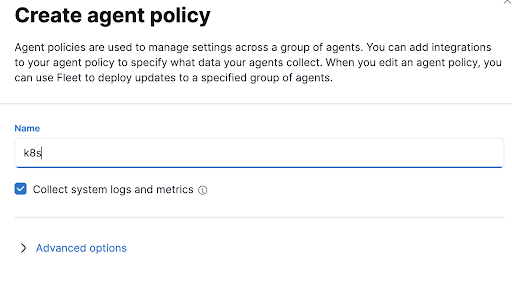 Create agent policy
Agent policies are used to manage settings across a group of agents. You can add integrations
to your agent policy to specify what data your agents collect. When you edit an agent policy, you
can use Fleet to deploy updates to a specified group of agents.
Name
k8s
Collect system logs and metrics
Advanced options